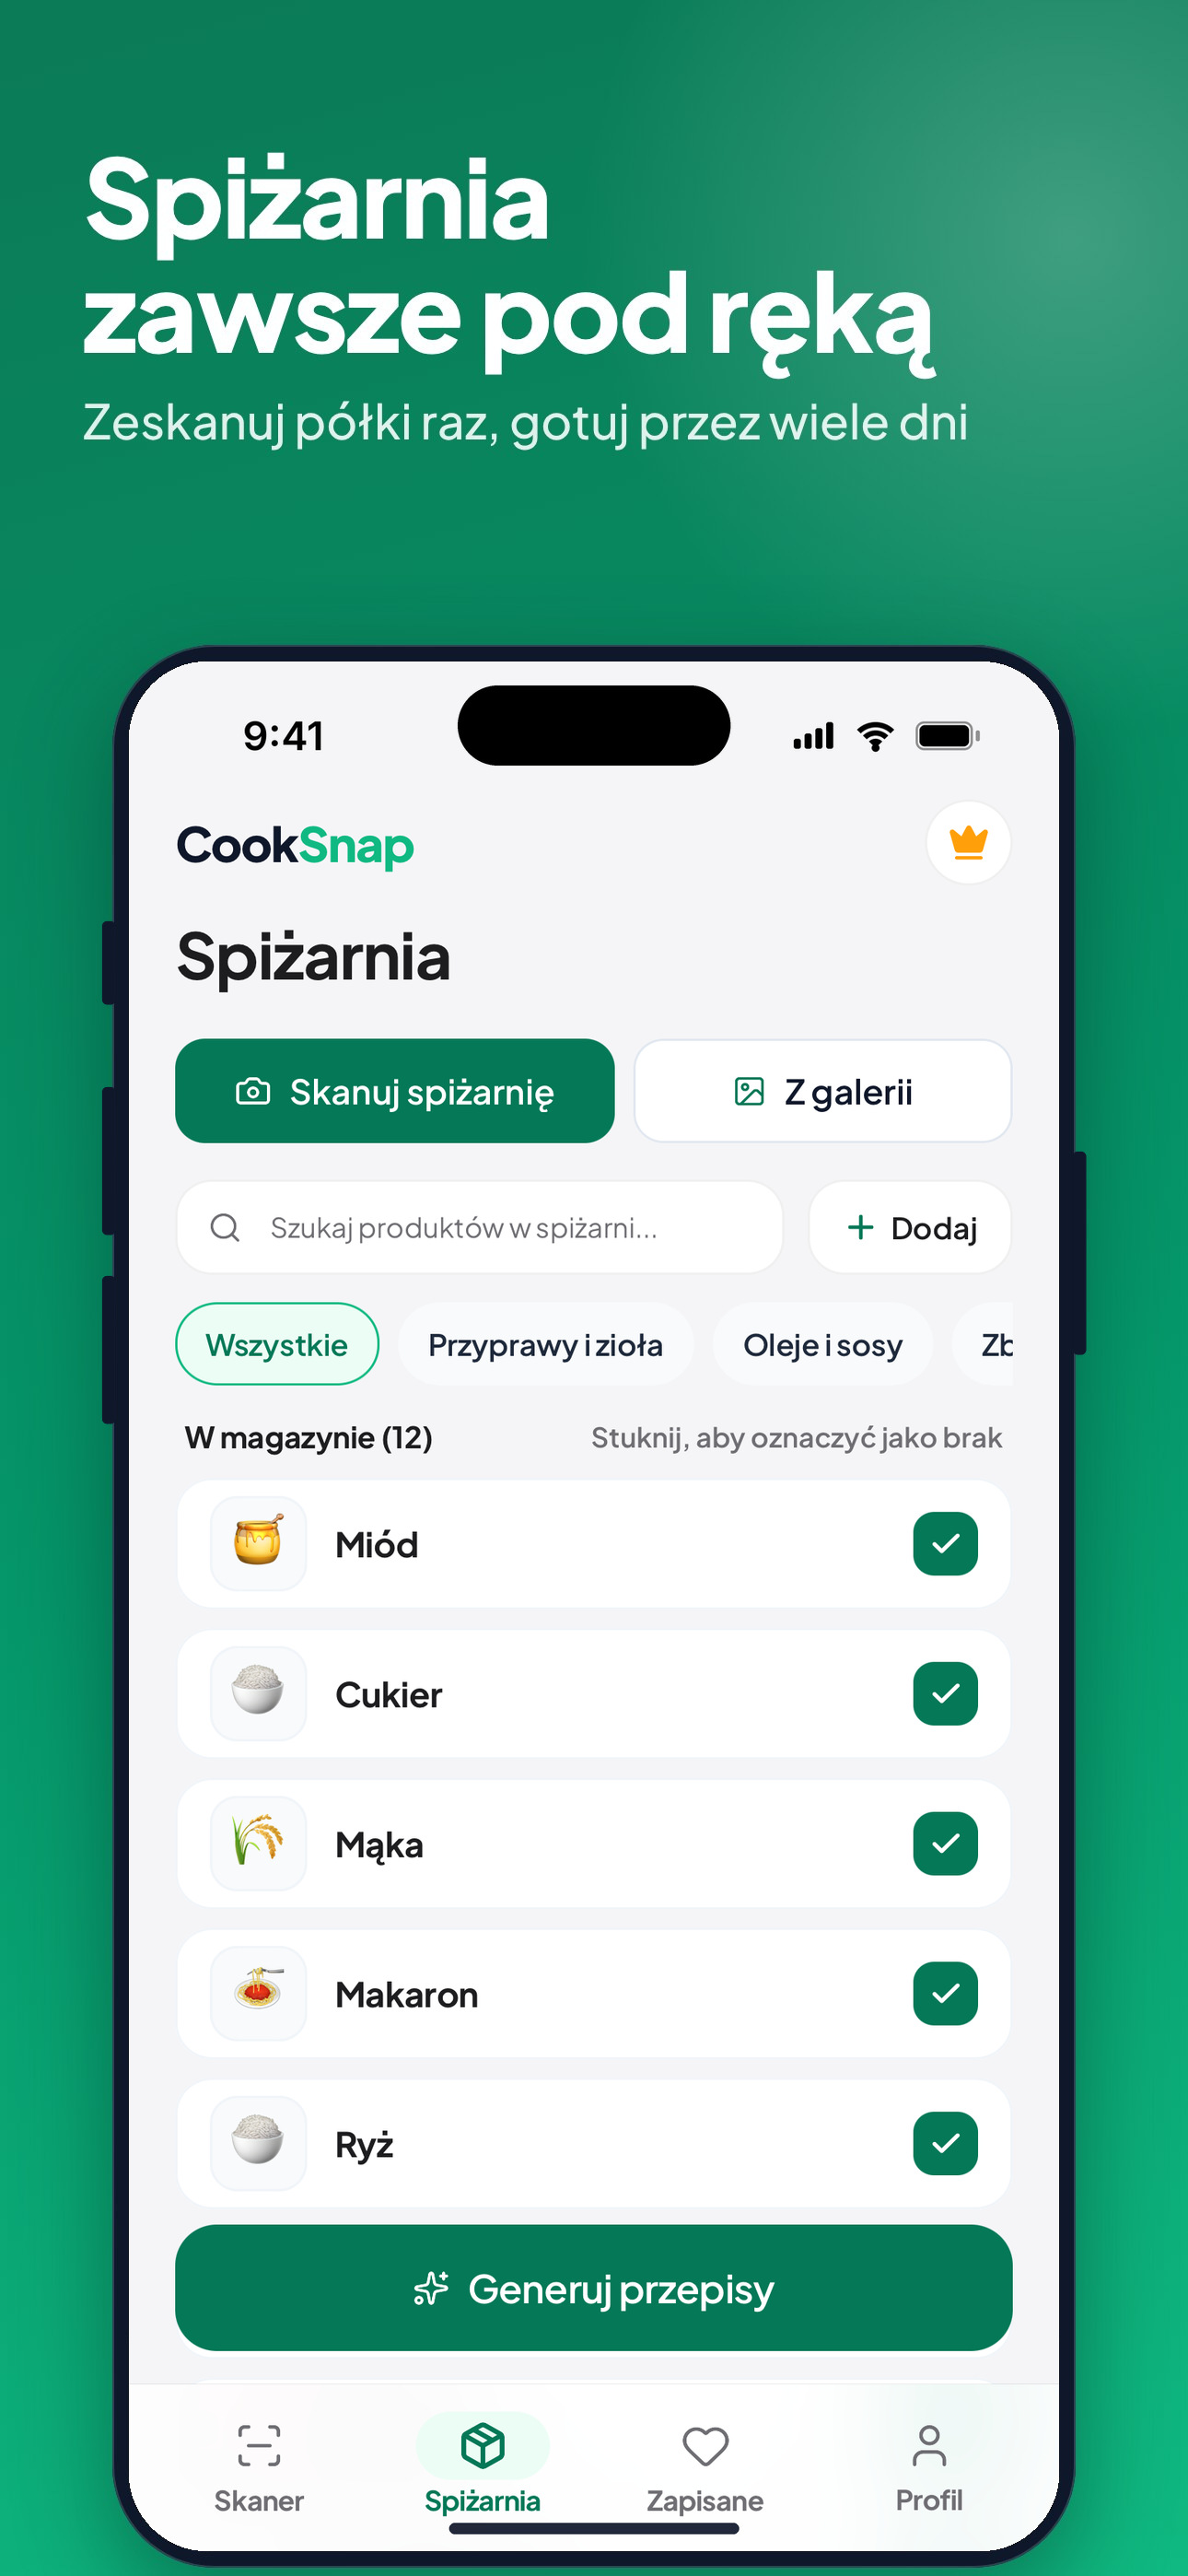 Spiżarnia
zawsze pod ręką
Zeskanuj półki raz, gotuj przez wiele dni
9:41
CookSnap
Spiżarnia
Skanuj spiżarnię
Z galerii
Szukaj produktów w spiżarni...
Dodaj
Wszystkie
Przyprawy i zioła
Oleje i sosy
Zb
W magazynie (12)
Stuknij, aby oznaczyć jako brak
Miód
Cukier
Mąka
Makaron
Ryż
Generuj przepisy
Skaner
Spiżarnia
Zapisane
Profil